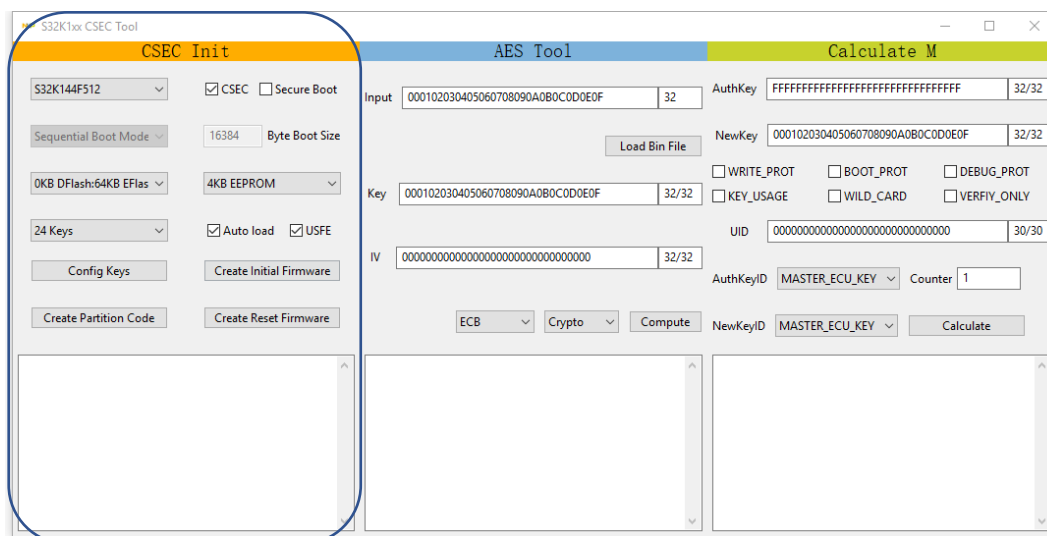 S32K1xx CSEC Tool
CSEC Init
S32K144F512
CSEC
Secure Boot
Sequential Boot Mode
16384
Byte Boot Size
0KB DFlash:64KB EFlas
4KB EEPROM
24 Keys
Auto load
USFE
Config Keys
Create Initial Firmware
Create Partition Code
Create Reset Firmware
AES Tool
Input
000102030405060708090A0B0C0D0E0F
32
Load Bin File
Key
000102030405060708090A0B0C0D0E0F
32/32
IV
00000000000000000000000000000000
32/32
ECB
Crypto
Compute
Calculate M
AuthKey
FFFFFFFFFFFFFFFFFFFFFFFFFFFFFFFF
32/32
NewKey
000102030405060708090A0B0C0D0E0F
32/32
WRITE_PROT
BOOT_PROT
DEBUG_PROT
KEY_USAGE
WILD_CARD
VERFIY_ONLY
UID
000000000000000000000000000000
30/30
AuthKeyID
MASTER_ECU_KEY
Counter
1
NewKeyID
MASTER_ECU_KEY
Calculate